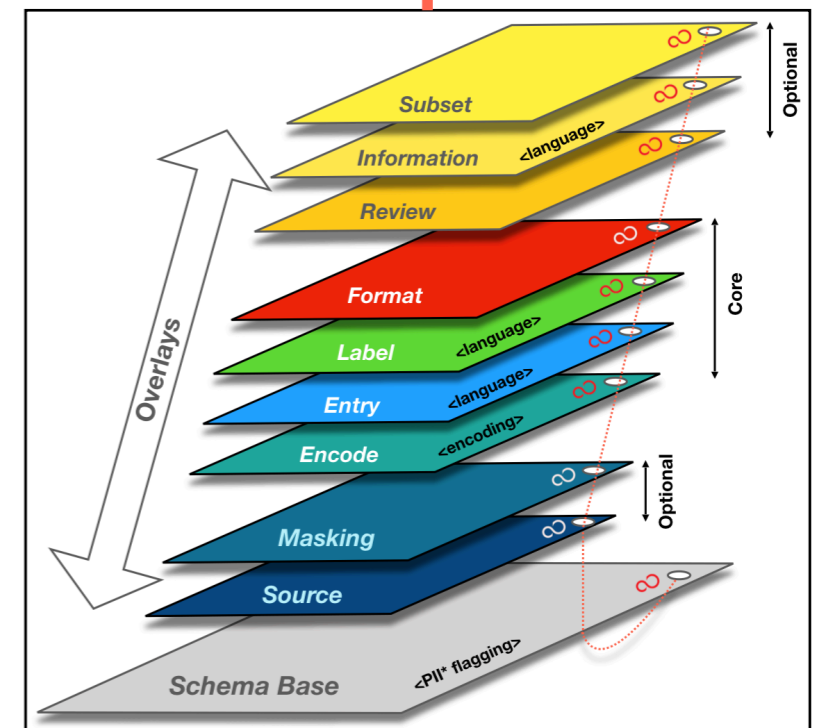 Subset
Optional
Information <language>
Review
Format
Core
Label <language>
Overlays
Entry <language>
Encode <encoding>
Optional
Masking
Source
Schema Base <PII* flagging>